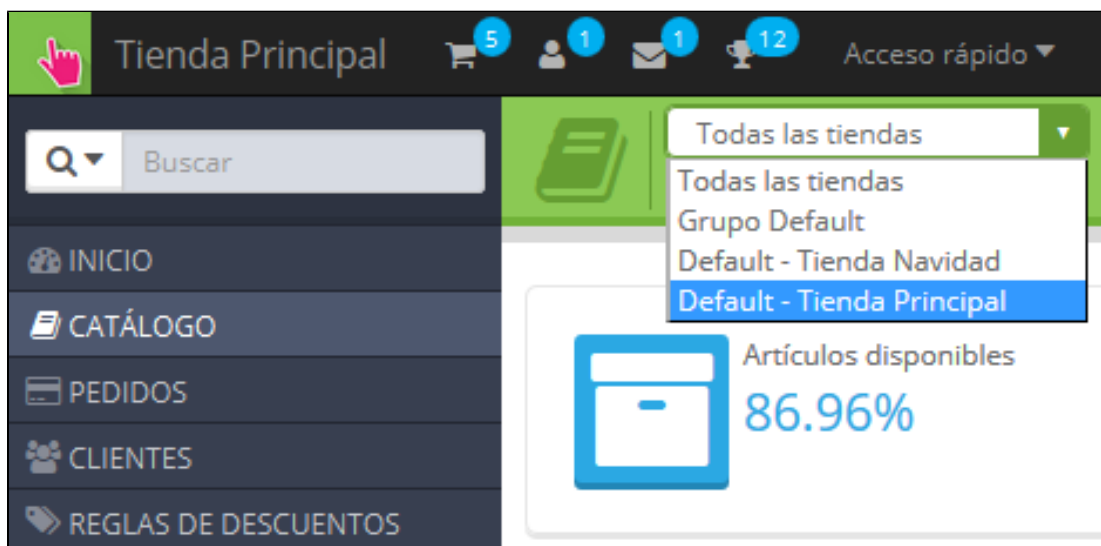 Tienda Principal 5 1 1 12 Acceso rápido
Todas las tiendas
Buscar
Todas las tiendas
Grupo Default
Default - Tienda Navidad
Default - Tienda Principal
INICIO
CATÁLOGO
PEDIDOS
CLIENTES
REGLAS DE DESCUENTOS
Artículos disponibles
86.96%